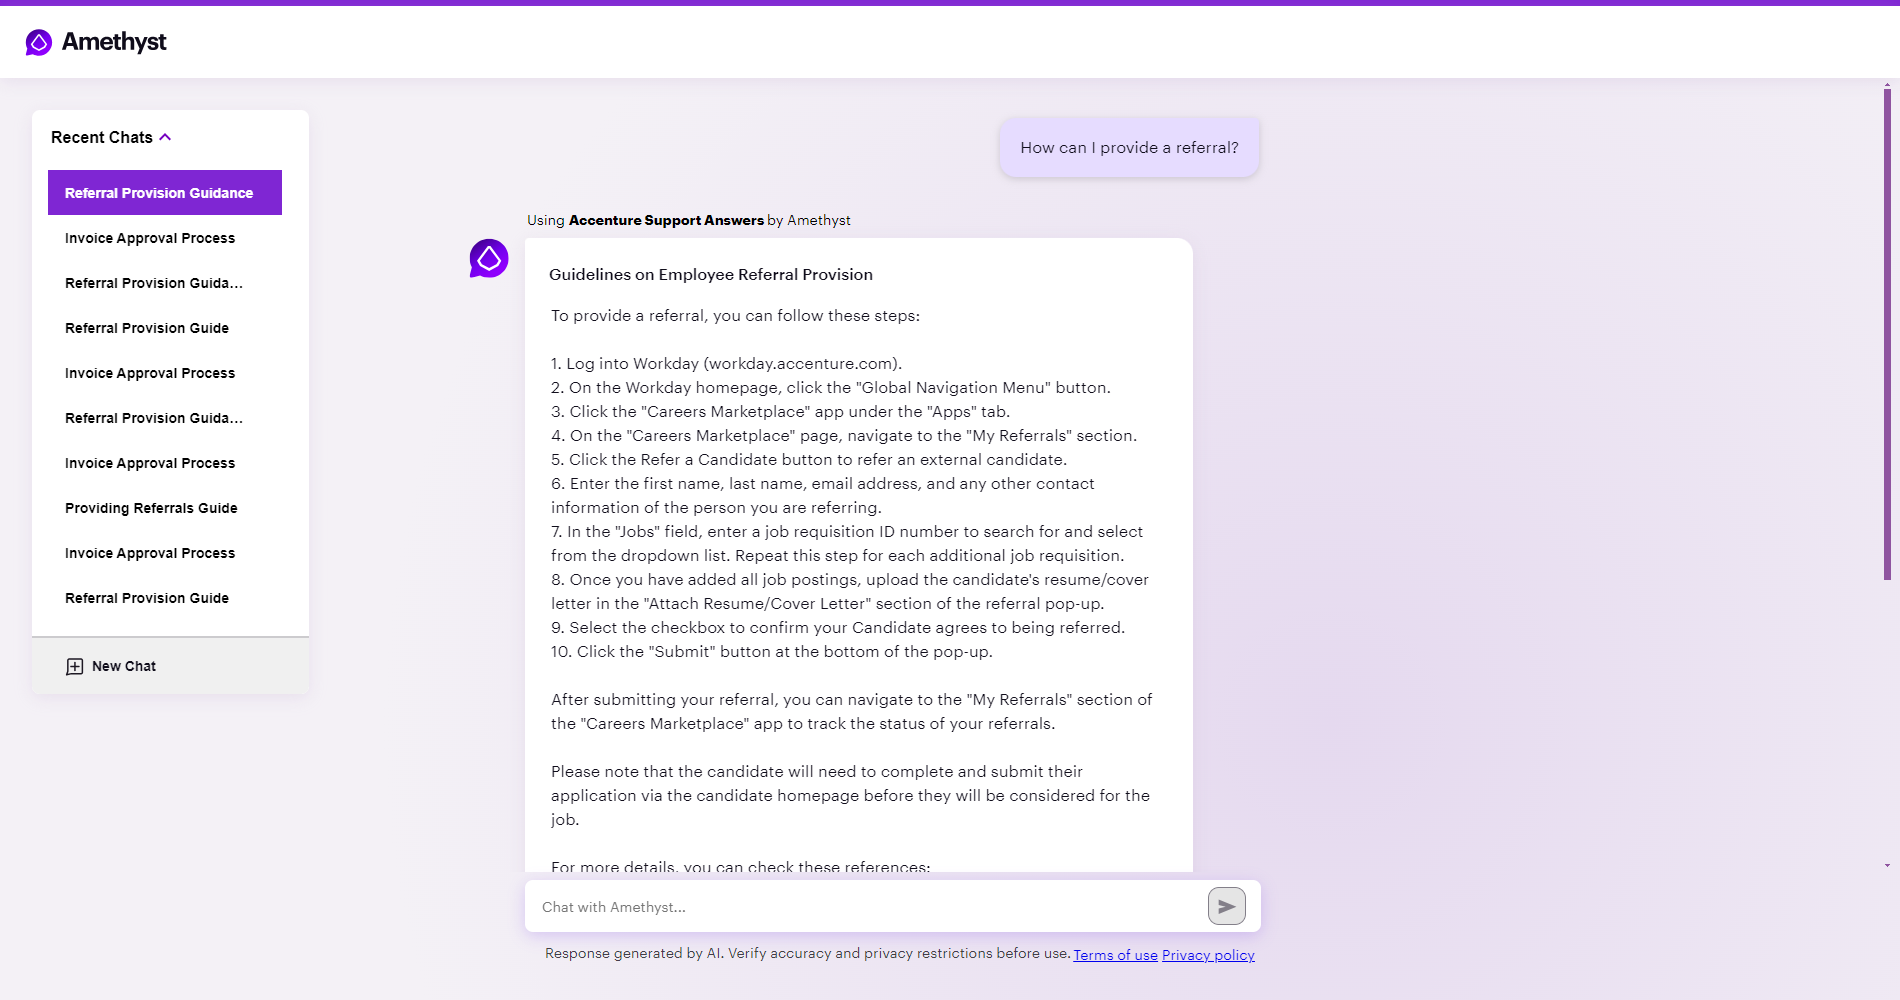 Amethyst
Recent Chats
Referral Provision Guidance
Invoice Approval Process
Referral Provision Guida...
Referral Provision Guide
Invoice Approval Process
Referral Provision Guida...
Invoice Approval Process
Providing Referrals Guide
Invoice Approval Process
Referral Provision Guide
New Chat
How can I provide a referral?
Using Accenture Support Answers by Amethyst
Guidelines on Employee Referral Provision
To provide a referral, you can follow these steps:
1. Log into Workday (workday.accenture.com).
2. On the Workday homepage, click the "Global Navigation Menu" button.
3. Click the "Careers Marketplace" app under the "Apps" tab.
4. On the "Careers Marketplace" page, navigate to the "My Referrals" section.
5. Click the Refer a Candidate button to refer an external candidate.
6. Enter the first name, last name, email address, and any other contact
information of the person you are referring.
7. In the "Jobs" field, enter a job requisition ID number to search for and select
from the dropdown list. Repeat this step for each additional job requisition.
8. Once you have added all job postings, upload the candidate's resume/cover
letter in the "Attach Resume/Cover Letter" section of the referral pop-up.
9. Select the checkbox to confirm your Candidate agrees to being referred.
10. Click the "Submit" button at the bottom of the pop-up.
After submitting your referral, you can navigate to the "My Referrals" section of
the "Careers Marketplace" app to track the status of your referrals.
Please note that the candidate will need to complete and submit their
application via the candidate homepage before they will be considered for the
job.
For more details, you can check these references:
Chat with Amethyst...
Response generated by AI. Verify accuracy and privacy restrictions before use. Terms of use Privacy policy